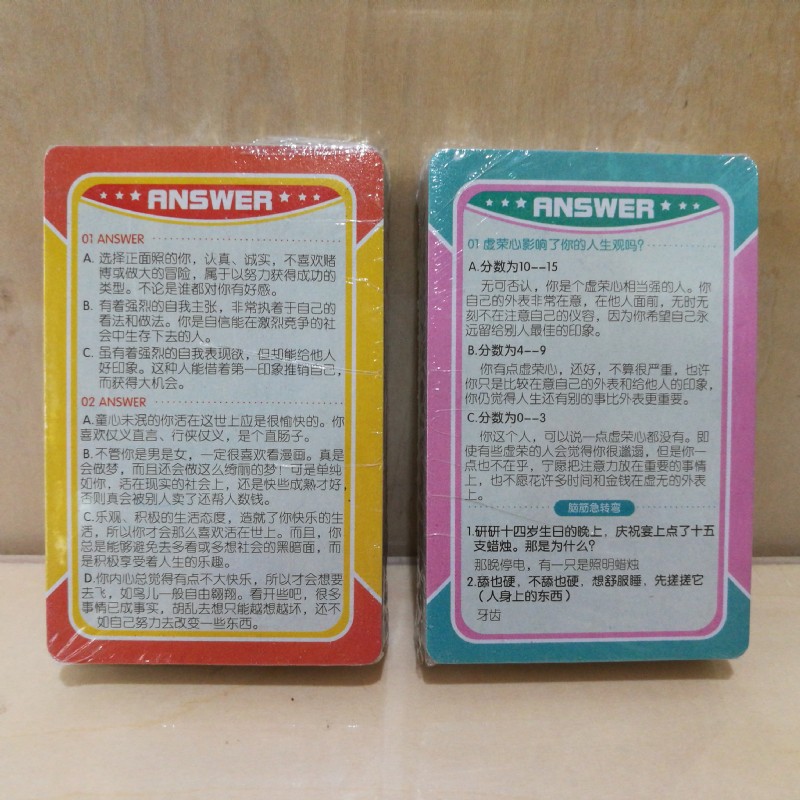 ANSWER
01 ANSWER
A. 选择正面照的你，认真、诚实，不喜欢赌
博或做大的冒险，属于以努力获得成功的
类型。不论是谁都对你有好感。
B. 有着强烈的自我主张，非常执着于自己的
看法和做法。你是自信能在激烈竞争的社
会中生存下去的人。
C. 虽有着强烈的自我表现欲，但却能给他人
好印象。这种人能借着第一印象推销自己，
而获得大机会。
02 ANSWER
A.童心未泯的你活在这世上应是很愉快的。你
喜欢仗义直言、行侠仗义，是个直肠子。
B.不管你是男是女，一定很喜欢看漫画。真是
会做梦，而且还会做这么绮丽的梦！可是单纯
如你，活在现实的社会上，还是快些成熟才好，
否则真会被别人卖了还帮人数钱。
C.乐观、积极的生活态度，造就了你快乐的生
活，所以你才会那么喜欢活在世上。而且，你
总是能够避免去多看或多想社会的黑暗面，而
是积极享受着人生的乐趣。
D.你内心总觉得有点不大快乐，所以才会想要
去飞，如鸟儿一般自由翱翔。看开些吧，很多
事情已成事实，胡乱去想只能越想越坏，还不
如自己努力去改变一些东西。
ANSWER
01 虚荣心影响了你的人生观吗？
A.分数为10--15
无可否认，你是个虚荣心相当强的人。你
自己的外表非常在意，在他人面前，无时无
刻不在注意自己的仪容，因为你希望自己永
远留给别人最佳的印象。
B.分数为4--9
你有点虚荣心，还好，不算很严重，也许
你只是比较在意自己的外表和给他人的印象，
你仍觉得人生还有别的事比外表更重要。
C.分数为0--3
你这个人，可以说一点虚荣心都没有。即
使有些虚荣的人会觉得你很邋遢，但是你一
点也不在乎，宁愿把注意力放在重要的事情
上，也不愿花许多时间和金钱在虚无的外表
上。
脑筋急转弯
1.研研十四岁生日的晚上，庆祝宴上点了十五
支蜡烛。那是为什么？
那晚停电，有一只是照明蜡烛
2.舔也硬，不舔也硬，想舒服睡，先搓搓它
（人身上的东西）
牙齿